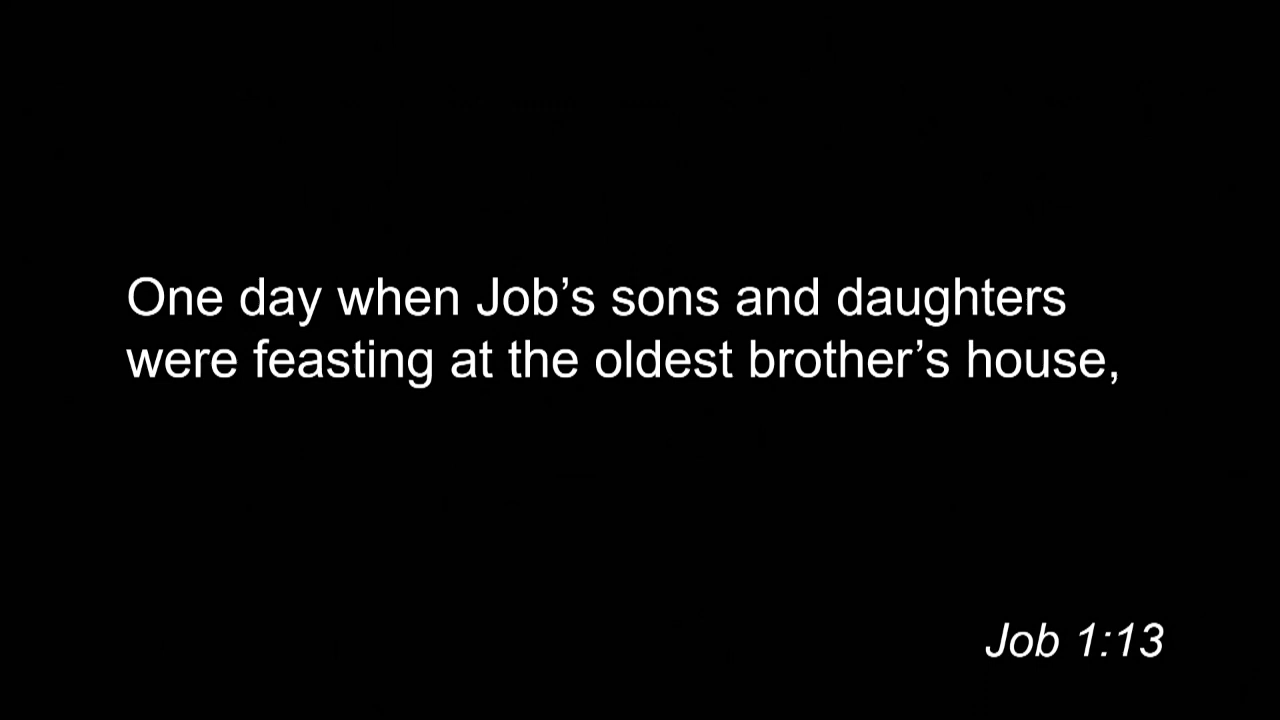 One day when Job’s sons and daughters
were feasting at the oldest brother’s house,
Job 1:13